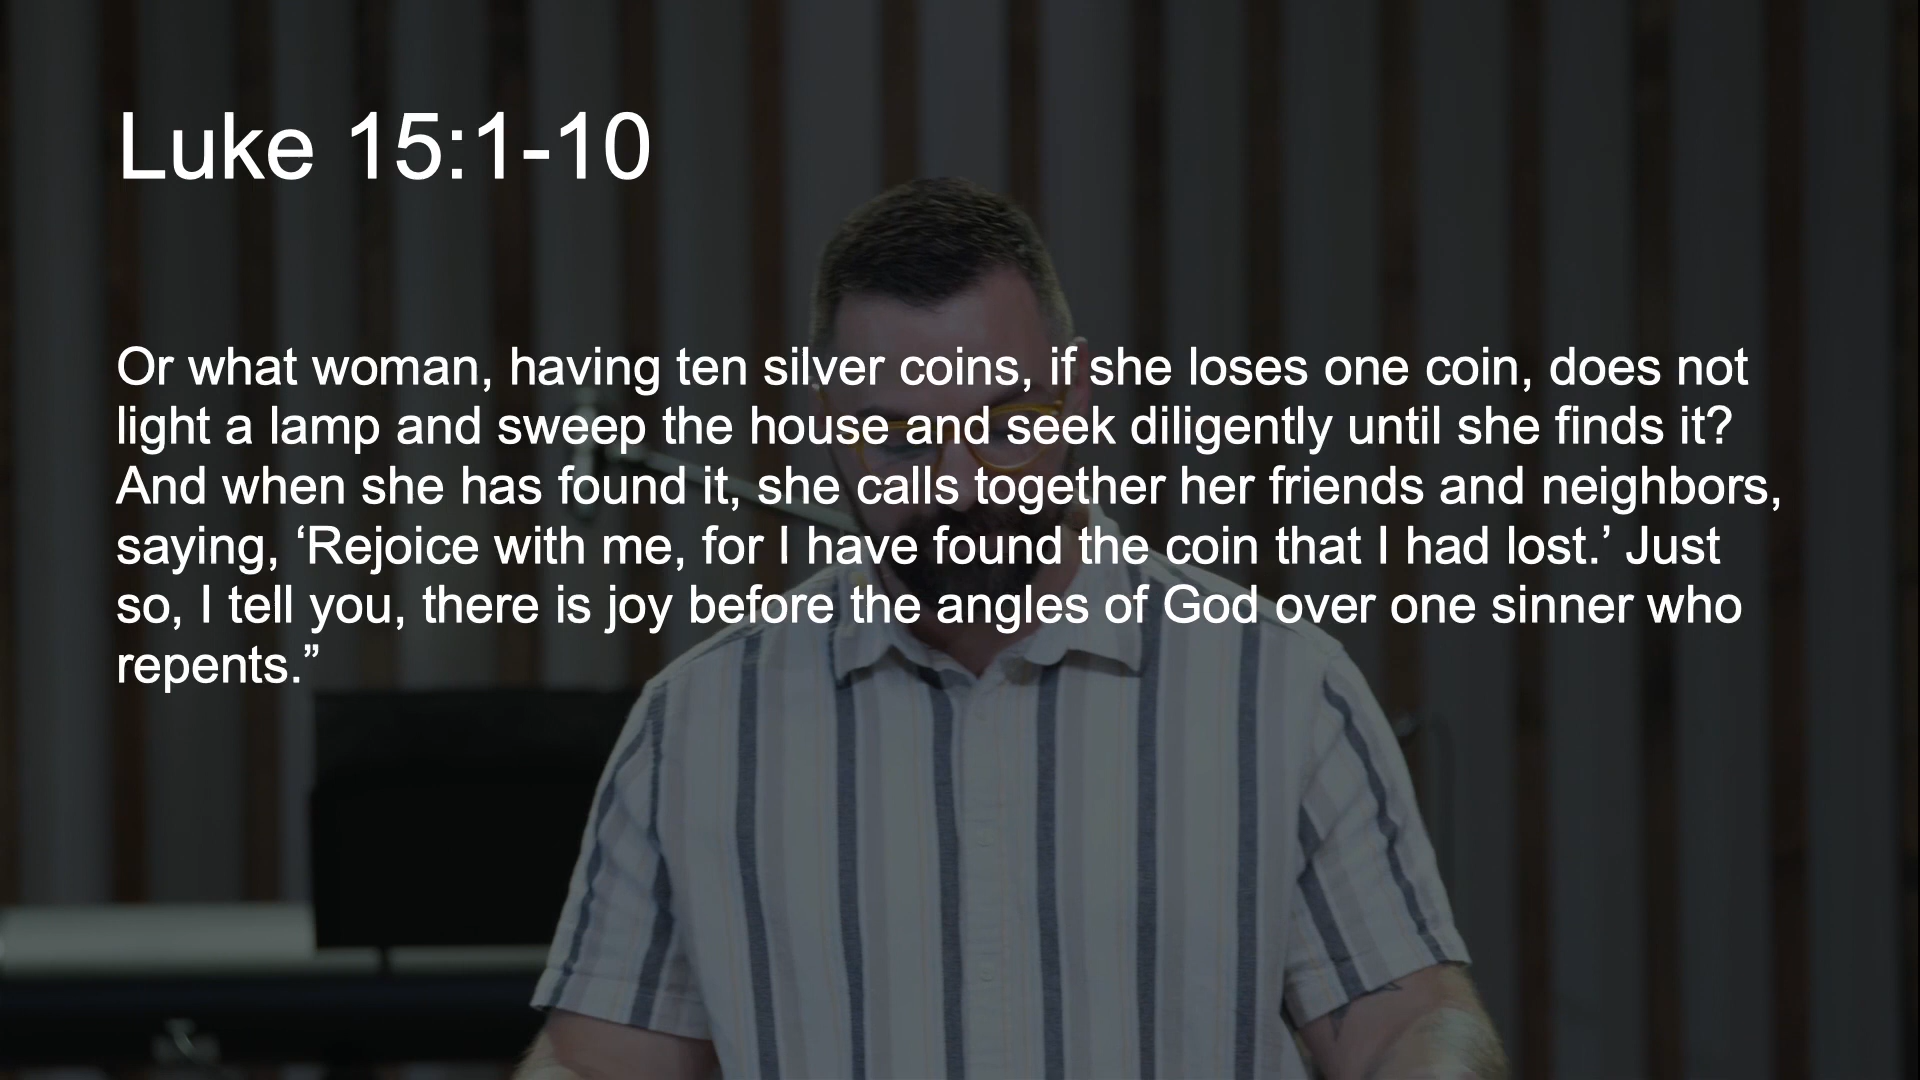 Luke 15:1-10
Or what woman, having ten silver coins, if she loses one coin, does not
light a lamp and sweep the house and seek diligently until she finds it?
And when she has found it, she calls together her friends and neighbors,
saying, ‘Rejoice with me, for I have found the coin that I had lost.’ Just
so, I tell you, there is joy before the angles of God over one sinner who
repents.”